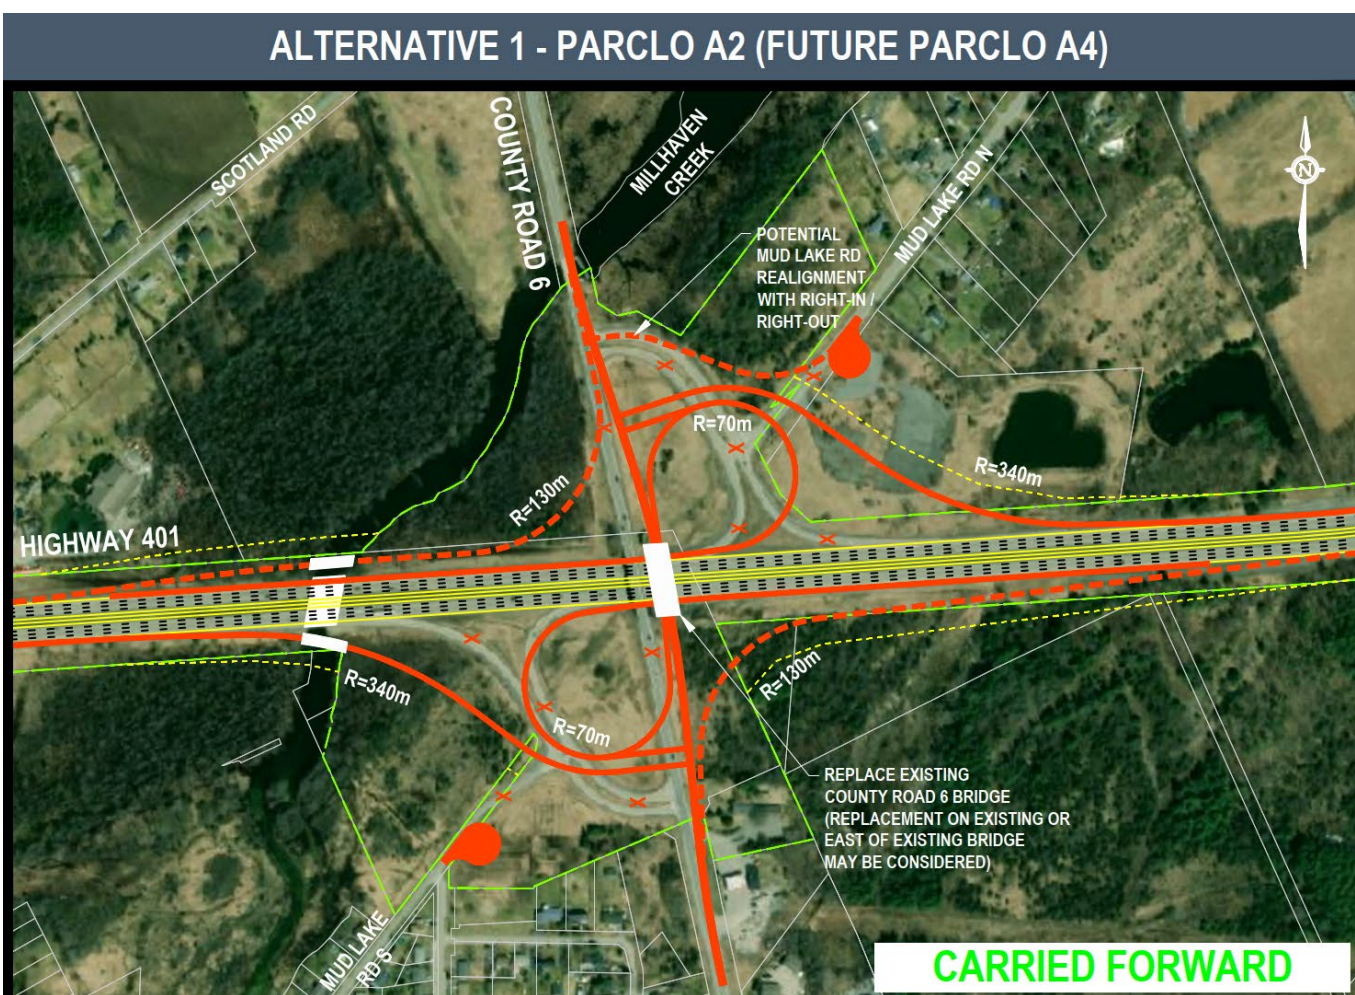 ALTERNATIVE 1 - PARCLO A2 (FUTURE PARCLO A4)
SCOTLAND RD
COUNTY ROAD 6
MILLHAVEN
CREEK
MUD LAKE RD N
N
POTENTIAL
MUD LAKE RD
REALIGNMENT
WITH RIGHT-IN /
RIGHT-OUT
R=70m
R=340m
R=130m
HIGHWAY 401
R=340m
R=70m
R=130m
REPLACE EXISTING
COUNTY ROAD 6 BRIDGE
(REPLACEMENT ON EXISTING OR
EAST OF EXISTING BRIDGE
MAY BE CONSIDERED)
MUD LAKE
RD S
CARRIED FORWARD